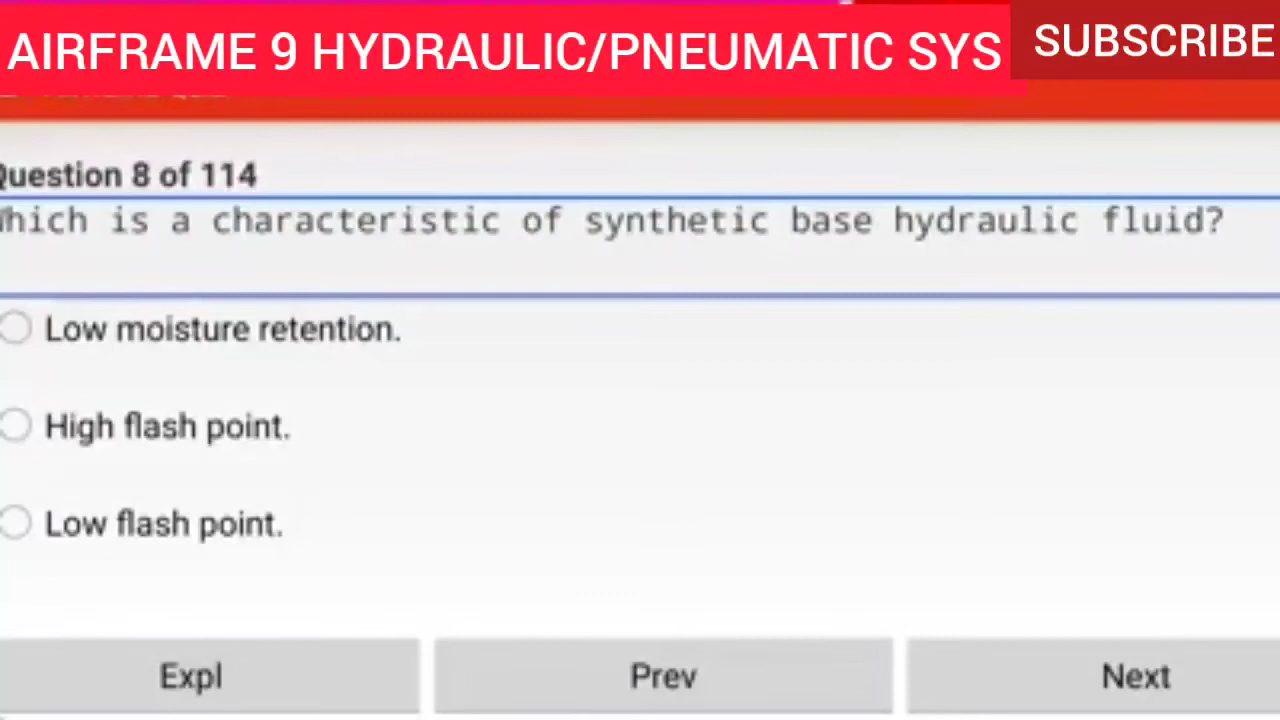 AIRFRAME 9 HYDRAULIC/PNEUMATIC SYS
SUBSCRIBE
Question 8 of 114
Which is a characteristic of synthetic base hydraulic fluid?
Low moisture retention.
High flash point.
Low flash point.
Expl
Prev
Next